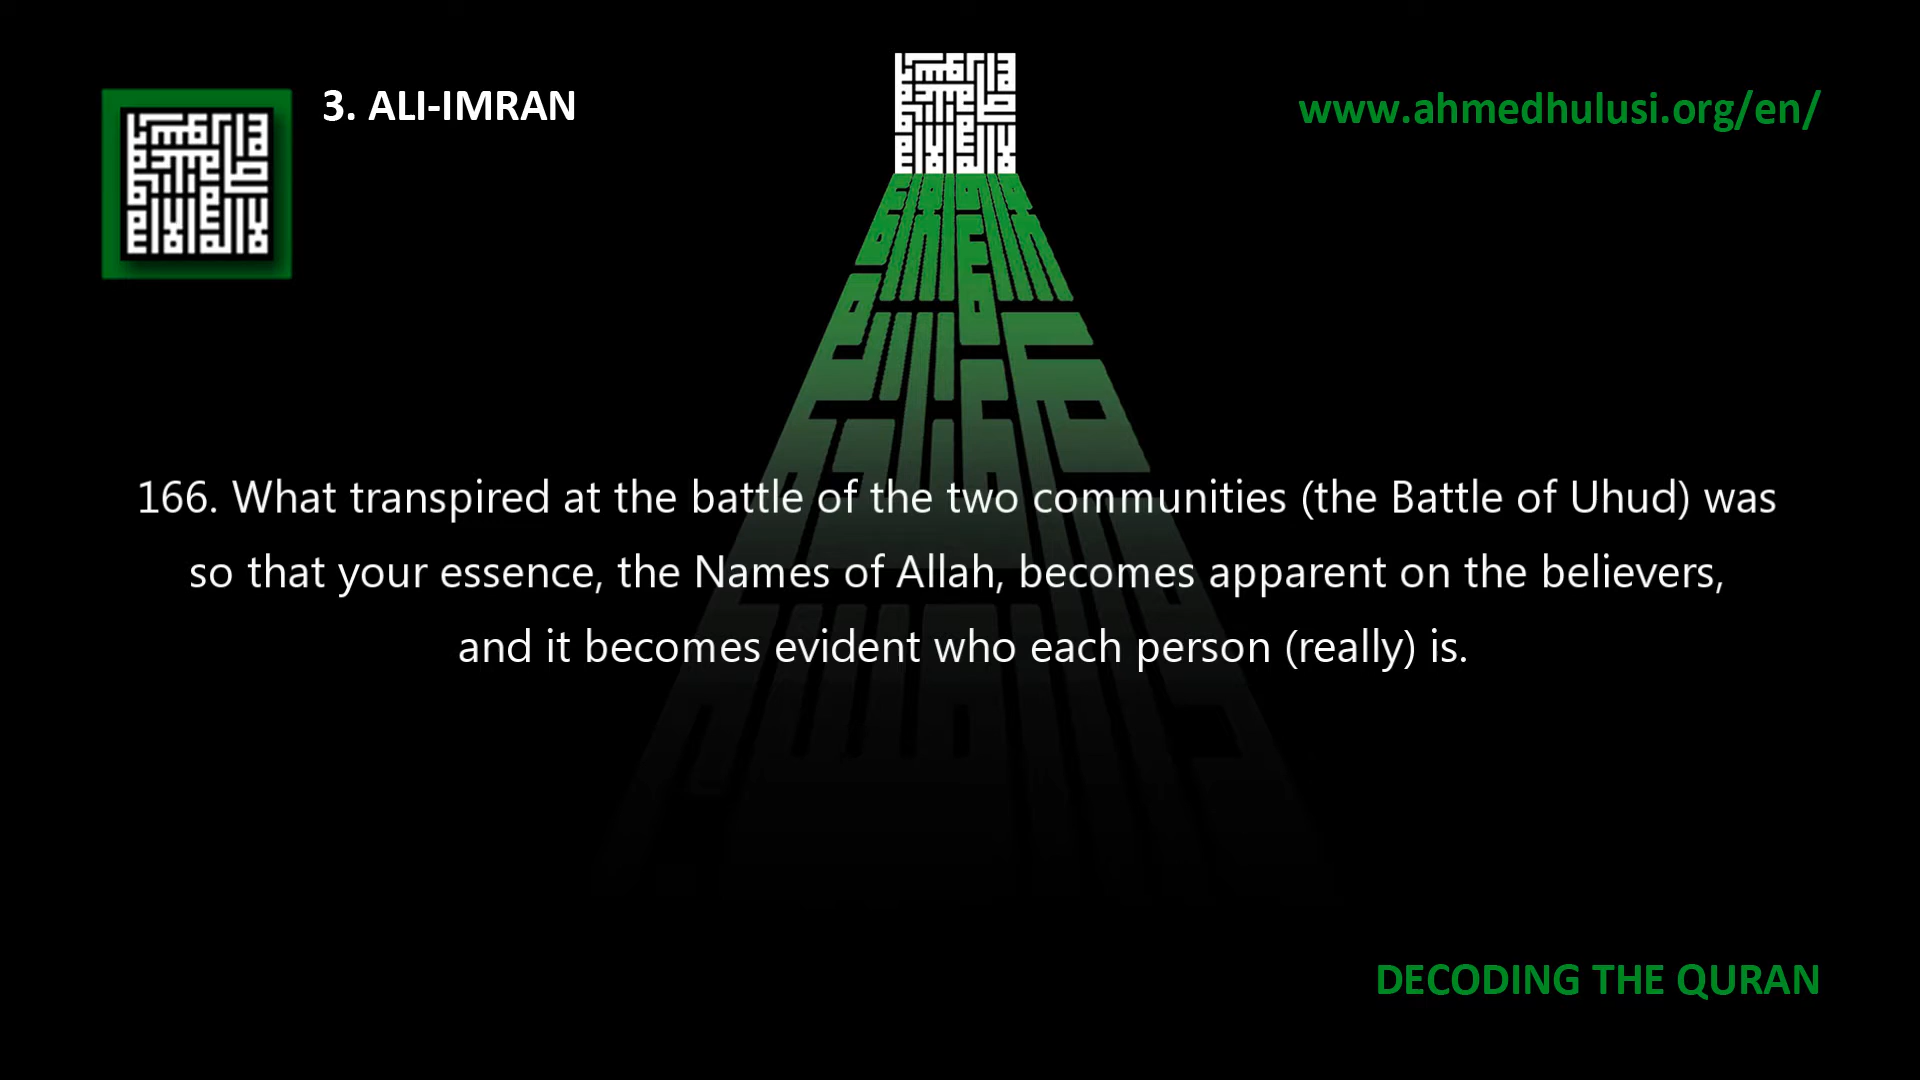 3. ALI-IMRAN
www.ahmedhulusi.org/en/
166. What transpired at the battle of the two communities (the Battle of Uhud) was
so that your essence, the Names of Allah, becomes apparent on the believers,
and it becomes evident who each person (really) is.
DECODING THE QURAN